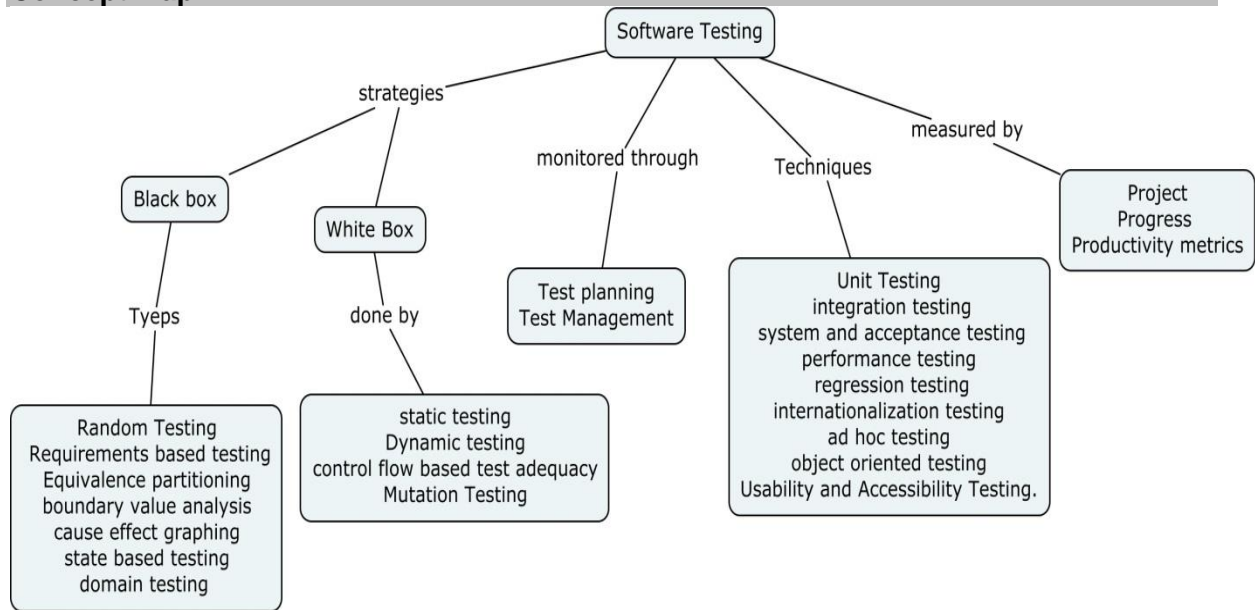 Software Testing
strategies
measured by
monitored through
Techniques
Black box
White Box
Project
Progress
Productivity metrics
Test planning
Test Management
Unit Testing
integration testing
system and acceptance testing
performance testing
regression testing
internationalization testing
ad hoc testing
object oriented testing
Usability and Accessibility Testing.
Tyeps
done by
Random Testing
Requirements based testing
Equivalence partitioning
boundary value analysis
cause effect graphing
state based testing
domain testing
static testing
Dynamic testing
control flow based test adequacy
Mutation Testing